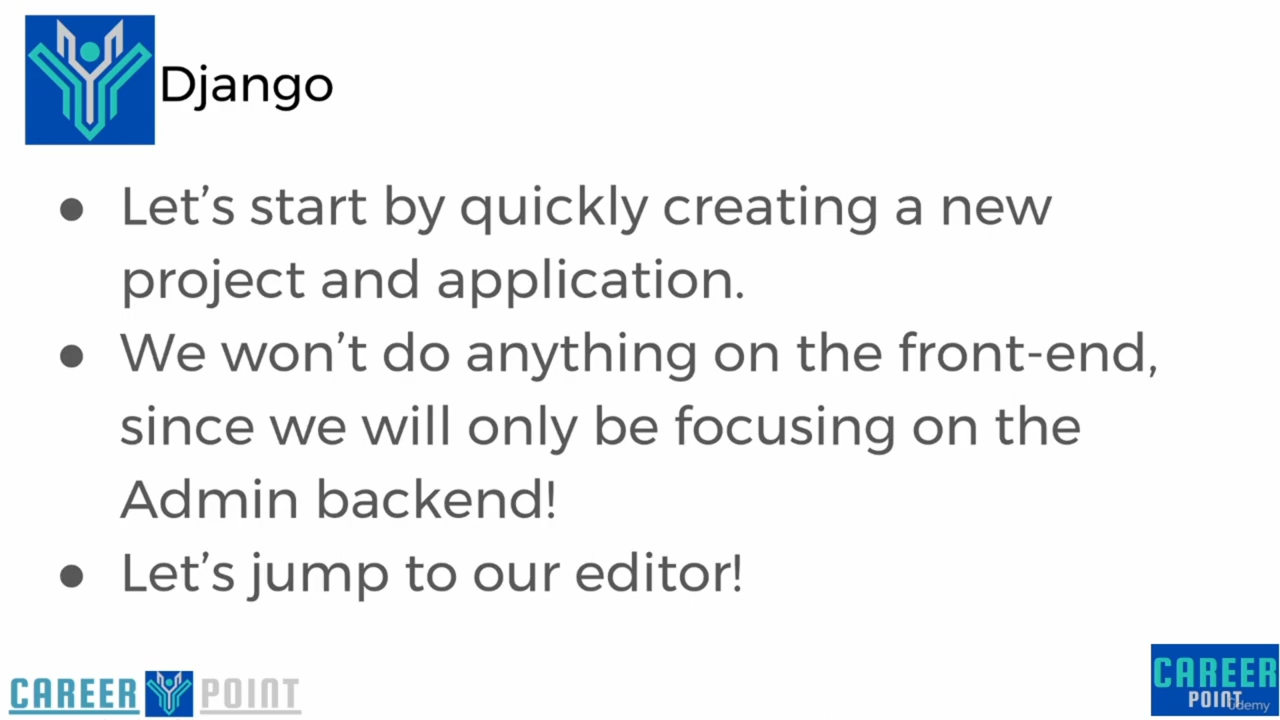 Django
● Let’s start by quickly creating a new
project and application.
● We won’t do anything on the front-end,
since we will only be focusing on the
Admin backend!
● Let’s jump to our editor!
CAREER POINT
CAREER
POINT
Udemy